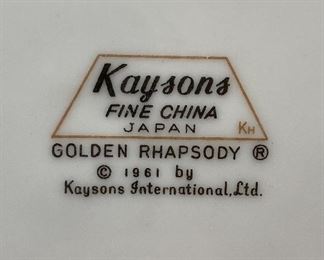 Kaysons
FINE CHINA
JAPAN
KH
GOLDEN RHAPSODY ®
© 1961 by
Kaysons International, Ltd.